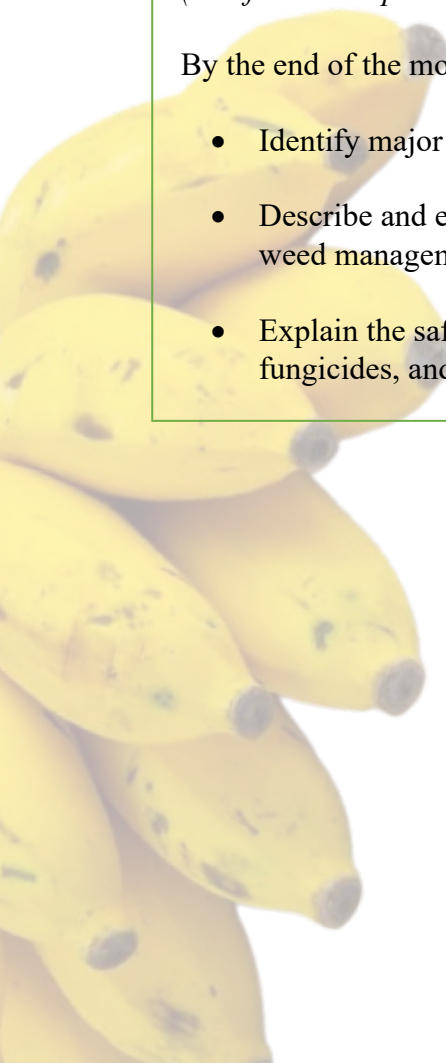 By the end of the mo
• Identify major
• Describe and e
weed managem
• Explain the saf
fungicides, and